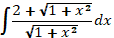 ∫ (2 + √(1 + x²)) / √(1 + x²) dx